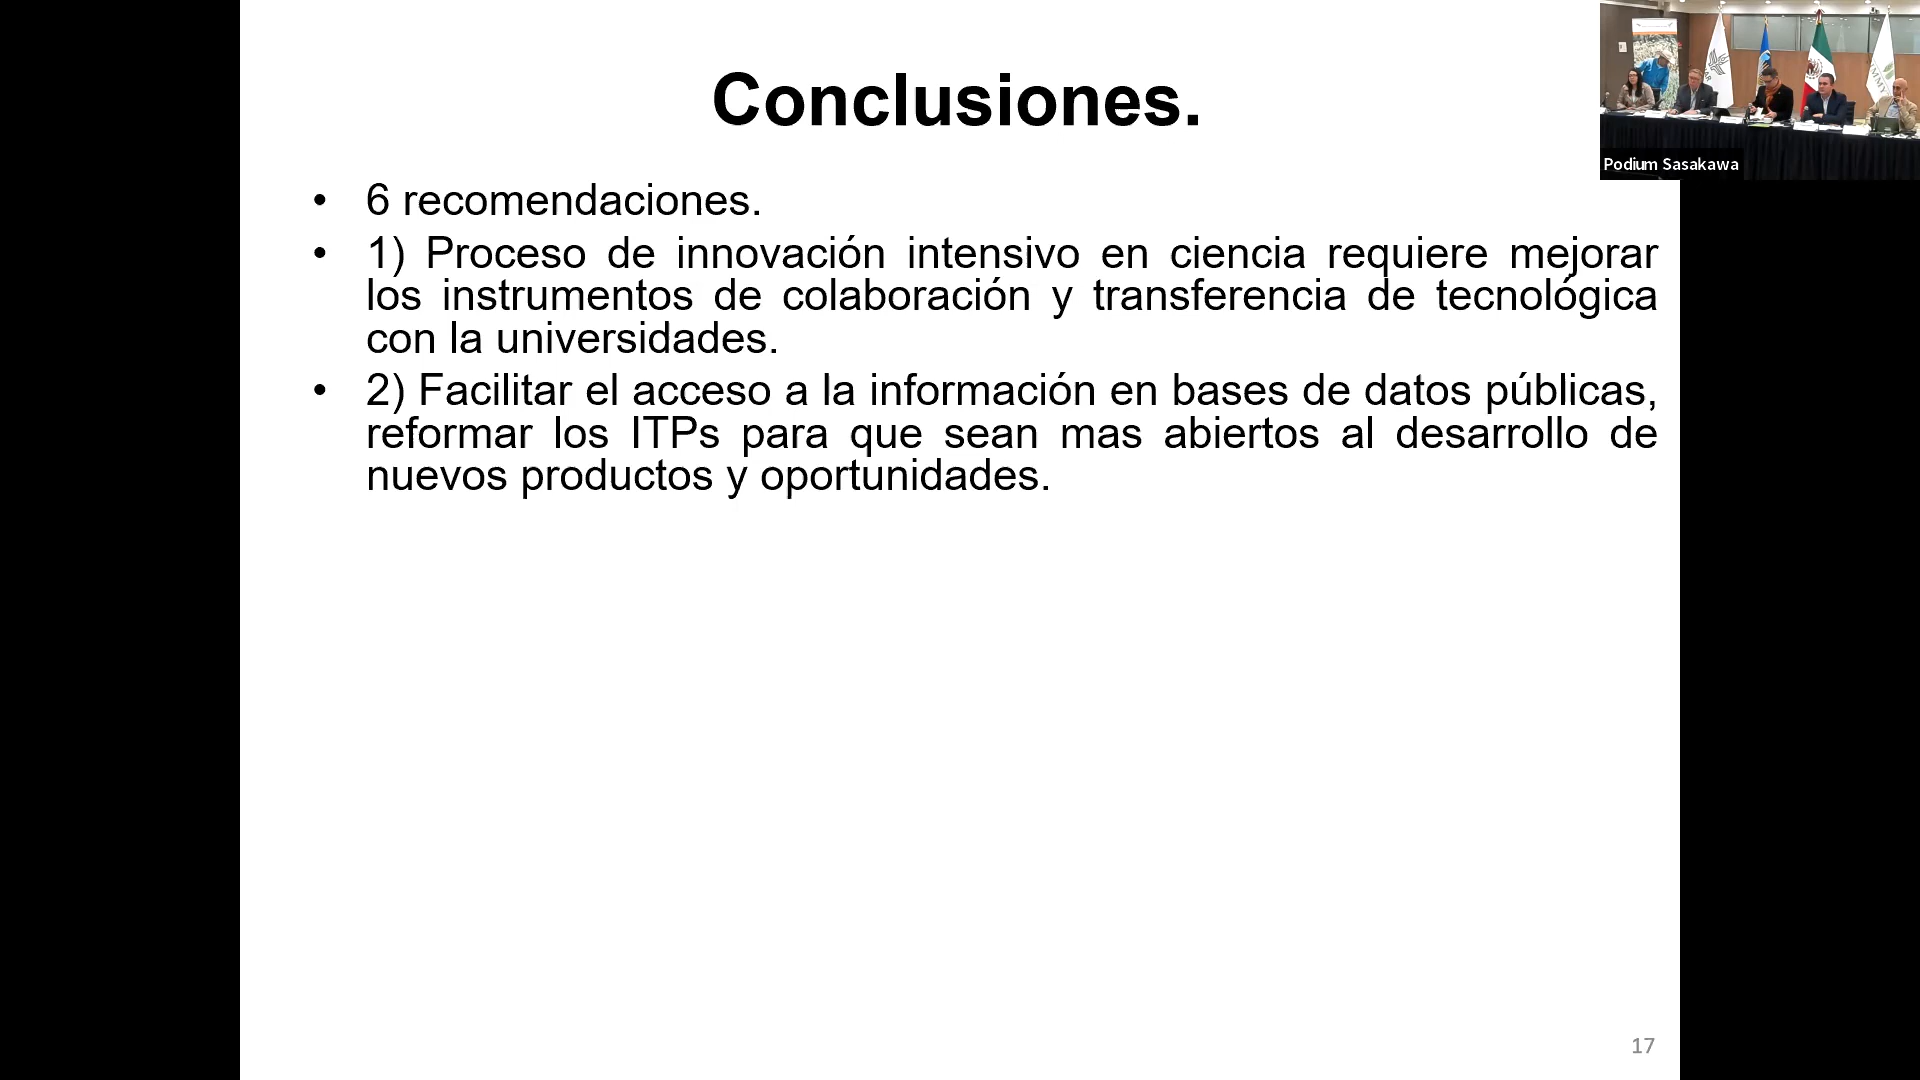 Conclusiones.
• 6 recomendaciones.
• 1) Proceso de innovación intensivo en ciencia requiere mejorar
los instrumentos de colaboración y transferencia de tecnológica
con la universidades.
• 2) Facilitar el acceso a la información en bases de datos públicas,
reformar los ITPs para que sean mas abiertos al desarrollo de
nuevos productos y oportunidades.
Podium Sasakawa
17